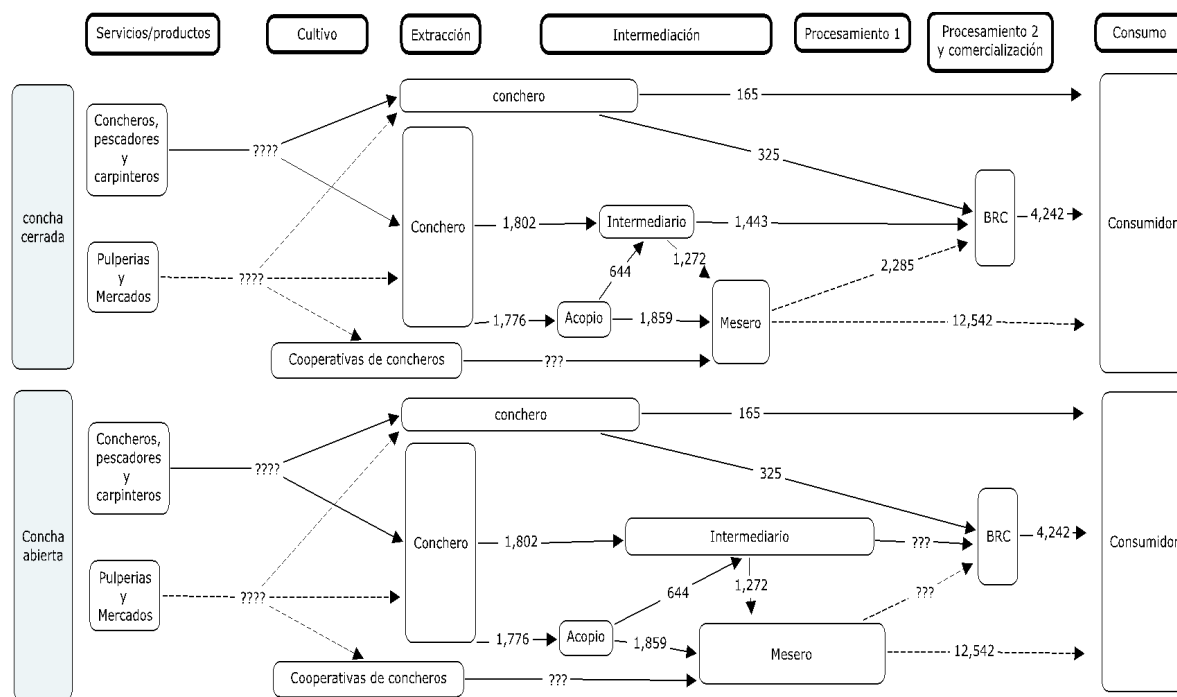 Servicios/productos
Cultivo
Extracción
Intermediación
Procesamiento 1
Procesamiento 2
y comercialización
Consumo
concha
cerrada
Concheros,
pescadores
y
carpinteros
Pulperias
y
Mercados
????
????
conchero
165
325
Conchero
1,802
Intermediario
1,443
BRC
4,242
Consumidor
644
1,272
2,285
1,776
Acopio
1,859
Mesero
12,542
Cooperativas de concheros
???
Concha
abierta
Concheros,
pescadores
y
carpinteros
Pulperias
y
Mercados
????
????
conchero
165
325
Conchero
1,802
Intermediario
???
BRC
4,242
Consumidor
644
1,272
???
1,776
Acopio
1,859
Mesero
12,542
Cooperativas de concheros
???